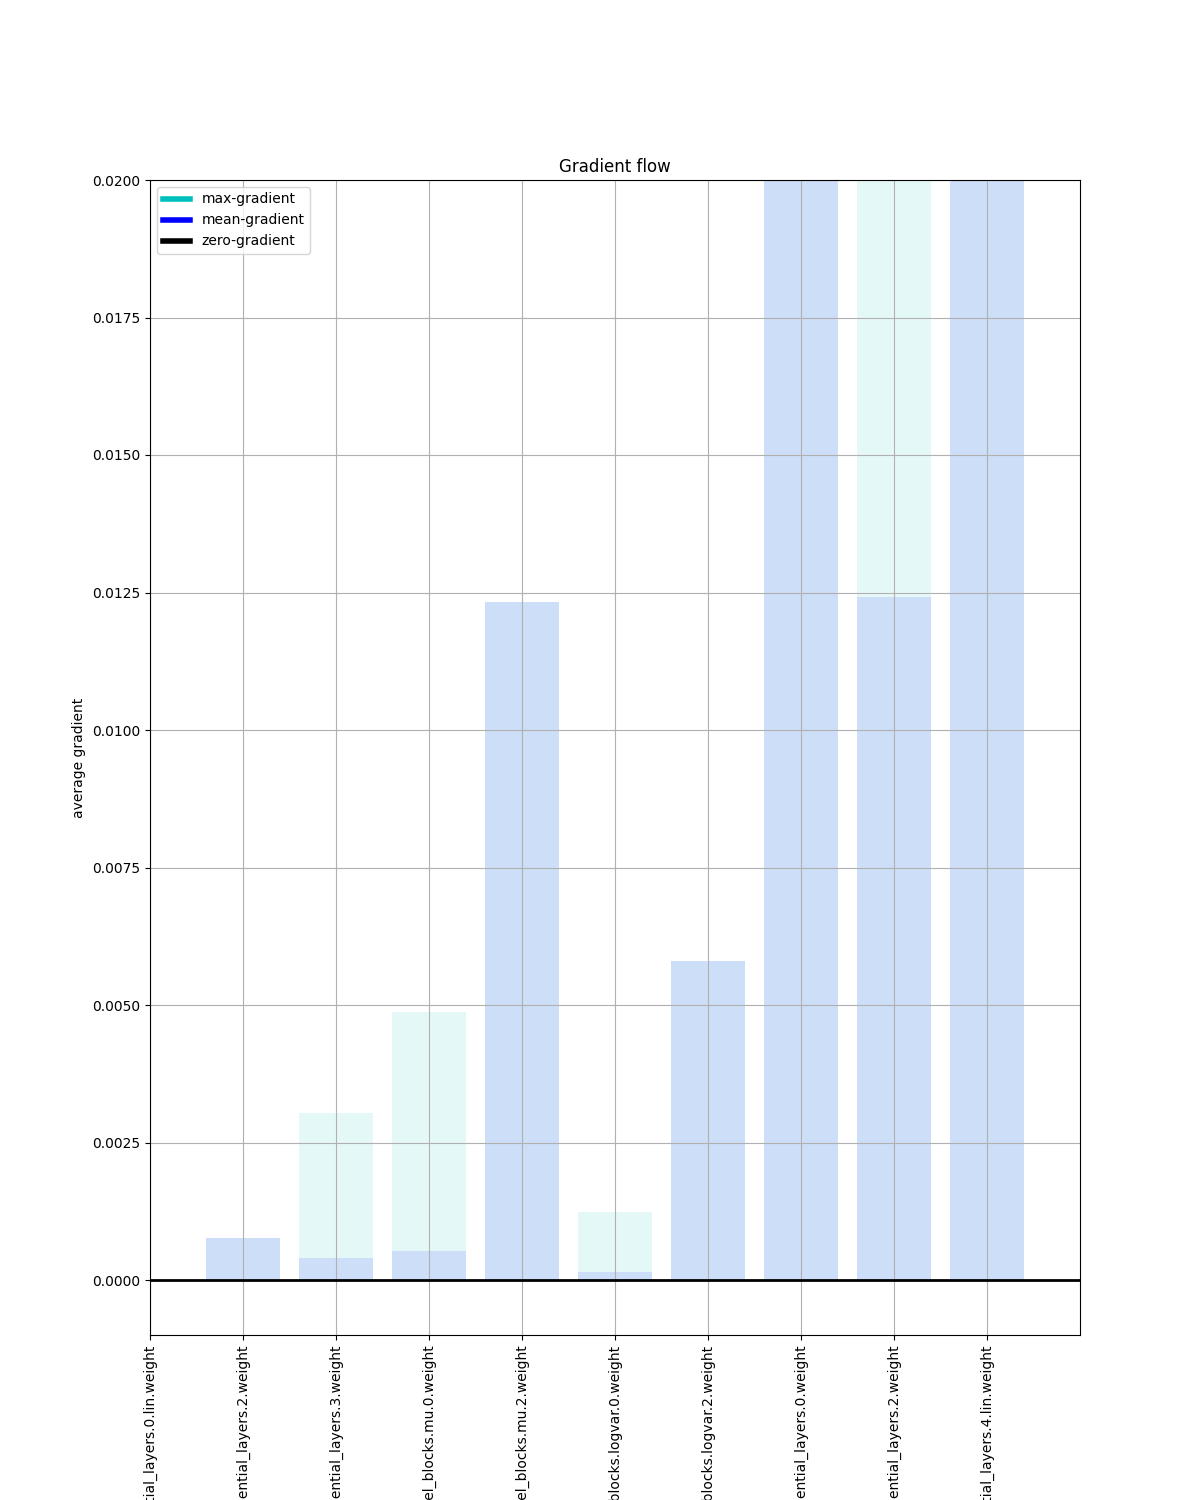 Gradient flow
max-gradient
mean-gradient
zero-gradient
0.0200
0.0175
0.0150
0.0125
0.0100
0.0075
0.0050
0.0025
0.0000
average gradient
tial_layers.0.lin.weight
ential_layers.2.weight
ential_layers.3.weight
el_blocks.mu.0.weight
el_blocks.mu.2.weight
blocks.logvar.0.weight
blocks.logvar.2.weight
ential_layers.0.weight
ential_layers.2.weight
tial_layers.4.lin.weight